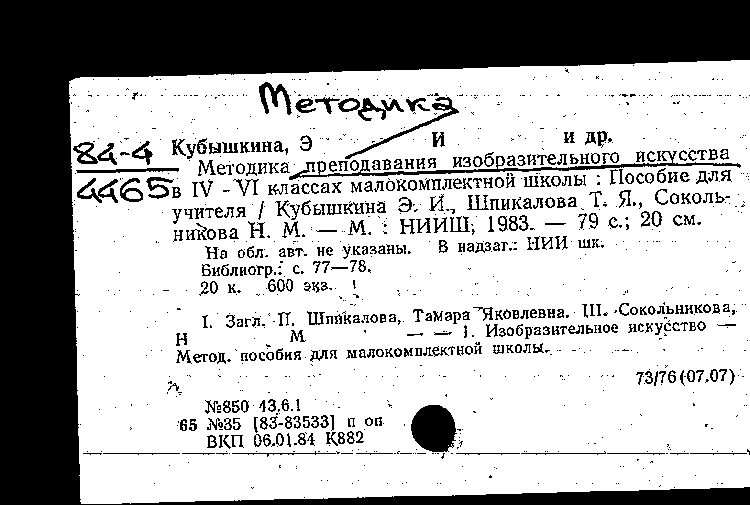 Методика
84-4
4465
Кубышкина, Э И и др.
Методика преподавания изобразительного искусства
в IV - VI классах малокомплектной школы : Пособие для
учителя / Кубышкина Э. И., Шпикалова Т. Я., Соколь-
никова Н. М. — М. : НИИШ, 1983. — 79 с.; 20 см.
На обл. авт. не указаны. В надзаг.: НИИ шк.
Библиогр.: с. 77—78.
20 к. 600 экз.
I. Загл. II. Шпикалова, Тамара Яковлевна. III. Сокольникова,
Н М — — 1. Изобразительное искусство —
Метод. пособия для малокомплектной школы.
73/76(07.07)
№850 13.6.1
65 №35 [83-83533] п оп
ВКП 06.01.84 К882